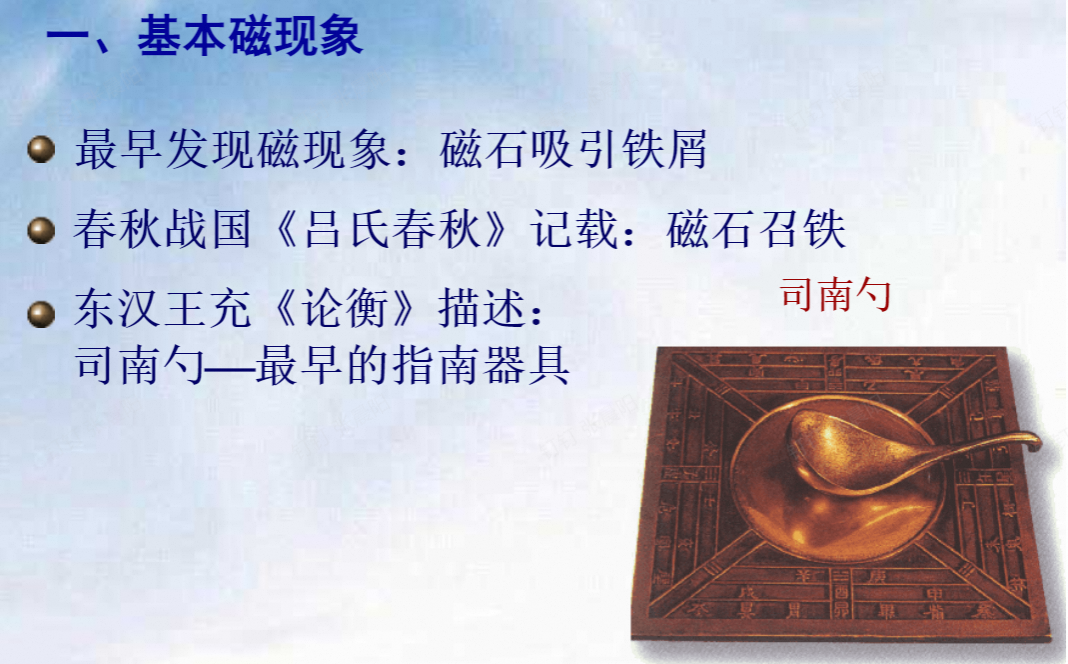 一、基本磁现象
最早发现磁现象：磁石吸引铁屑
春秋战国《吕氏春秋》记载：磁石召铁
东汉王充《论衡》描述：
司南勺—最早的指南器具
司南勺